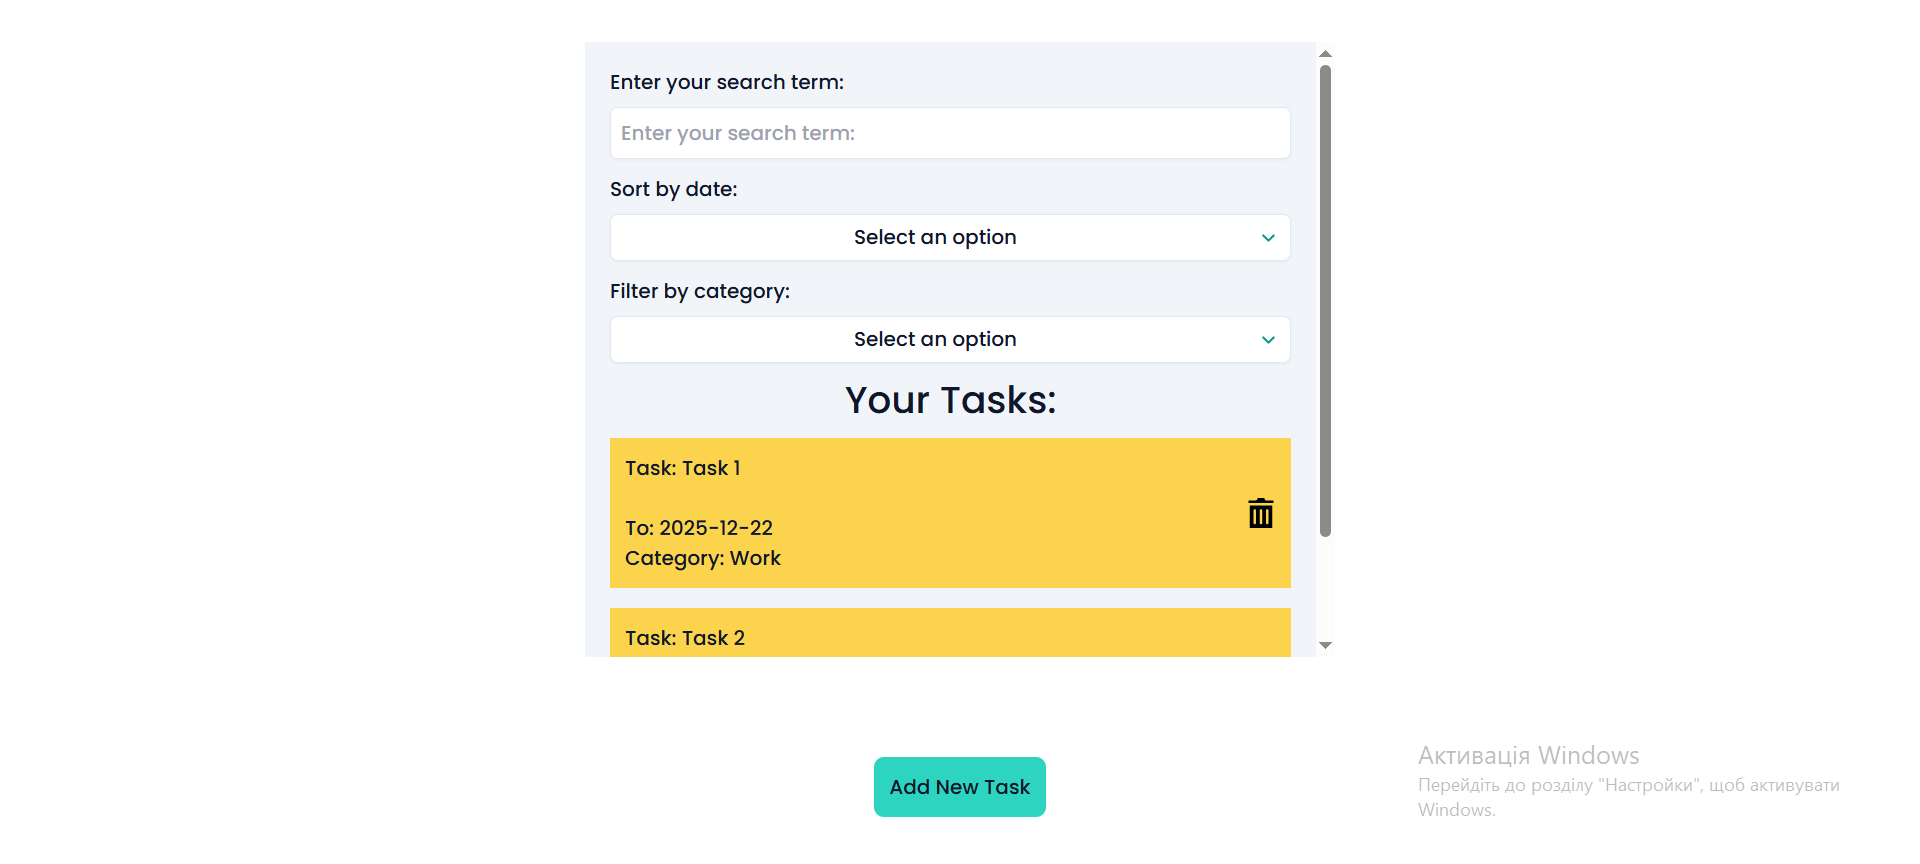 Enter your search term:
Enter your search term:
Sort by date:
Select an option
Filter by category:
Select an option
Your Tasks:
Task: Task 1
To: 2025-12-22
Category: Work
Task: Task 2
Add New Task
Активація Windows
Перейдіть до розділу "Настройки", щоб активувати
Windows.